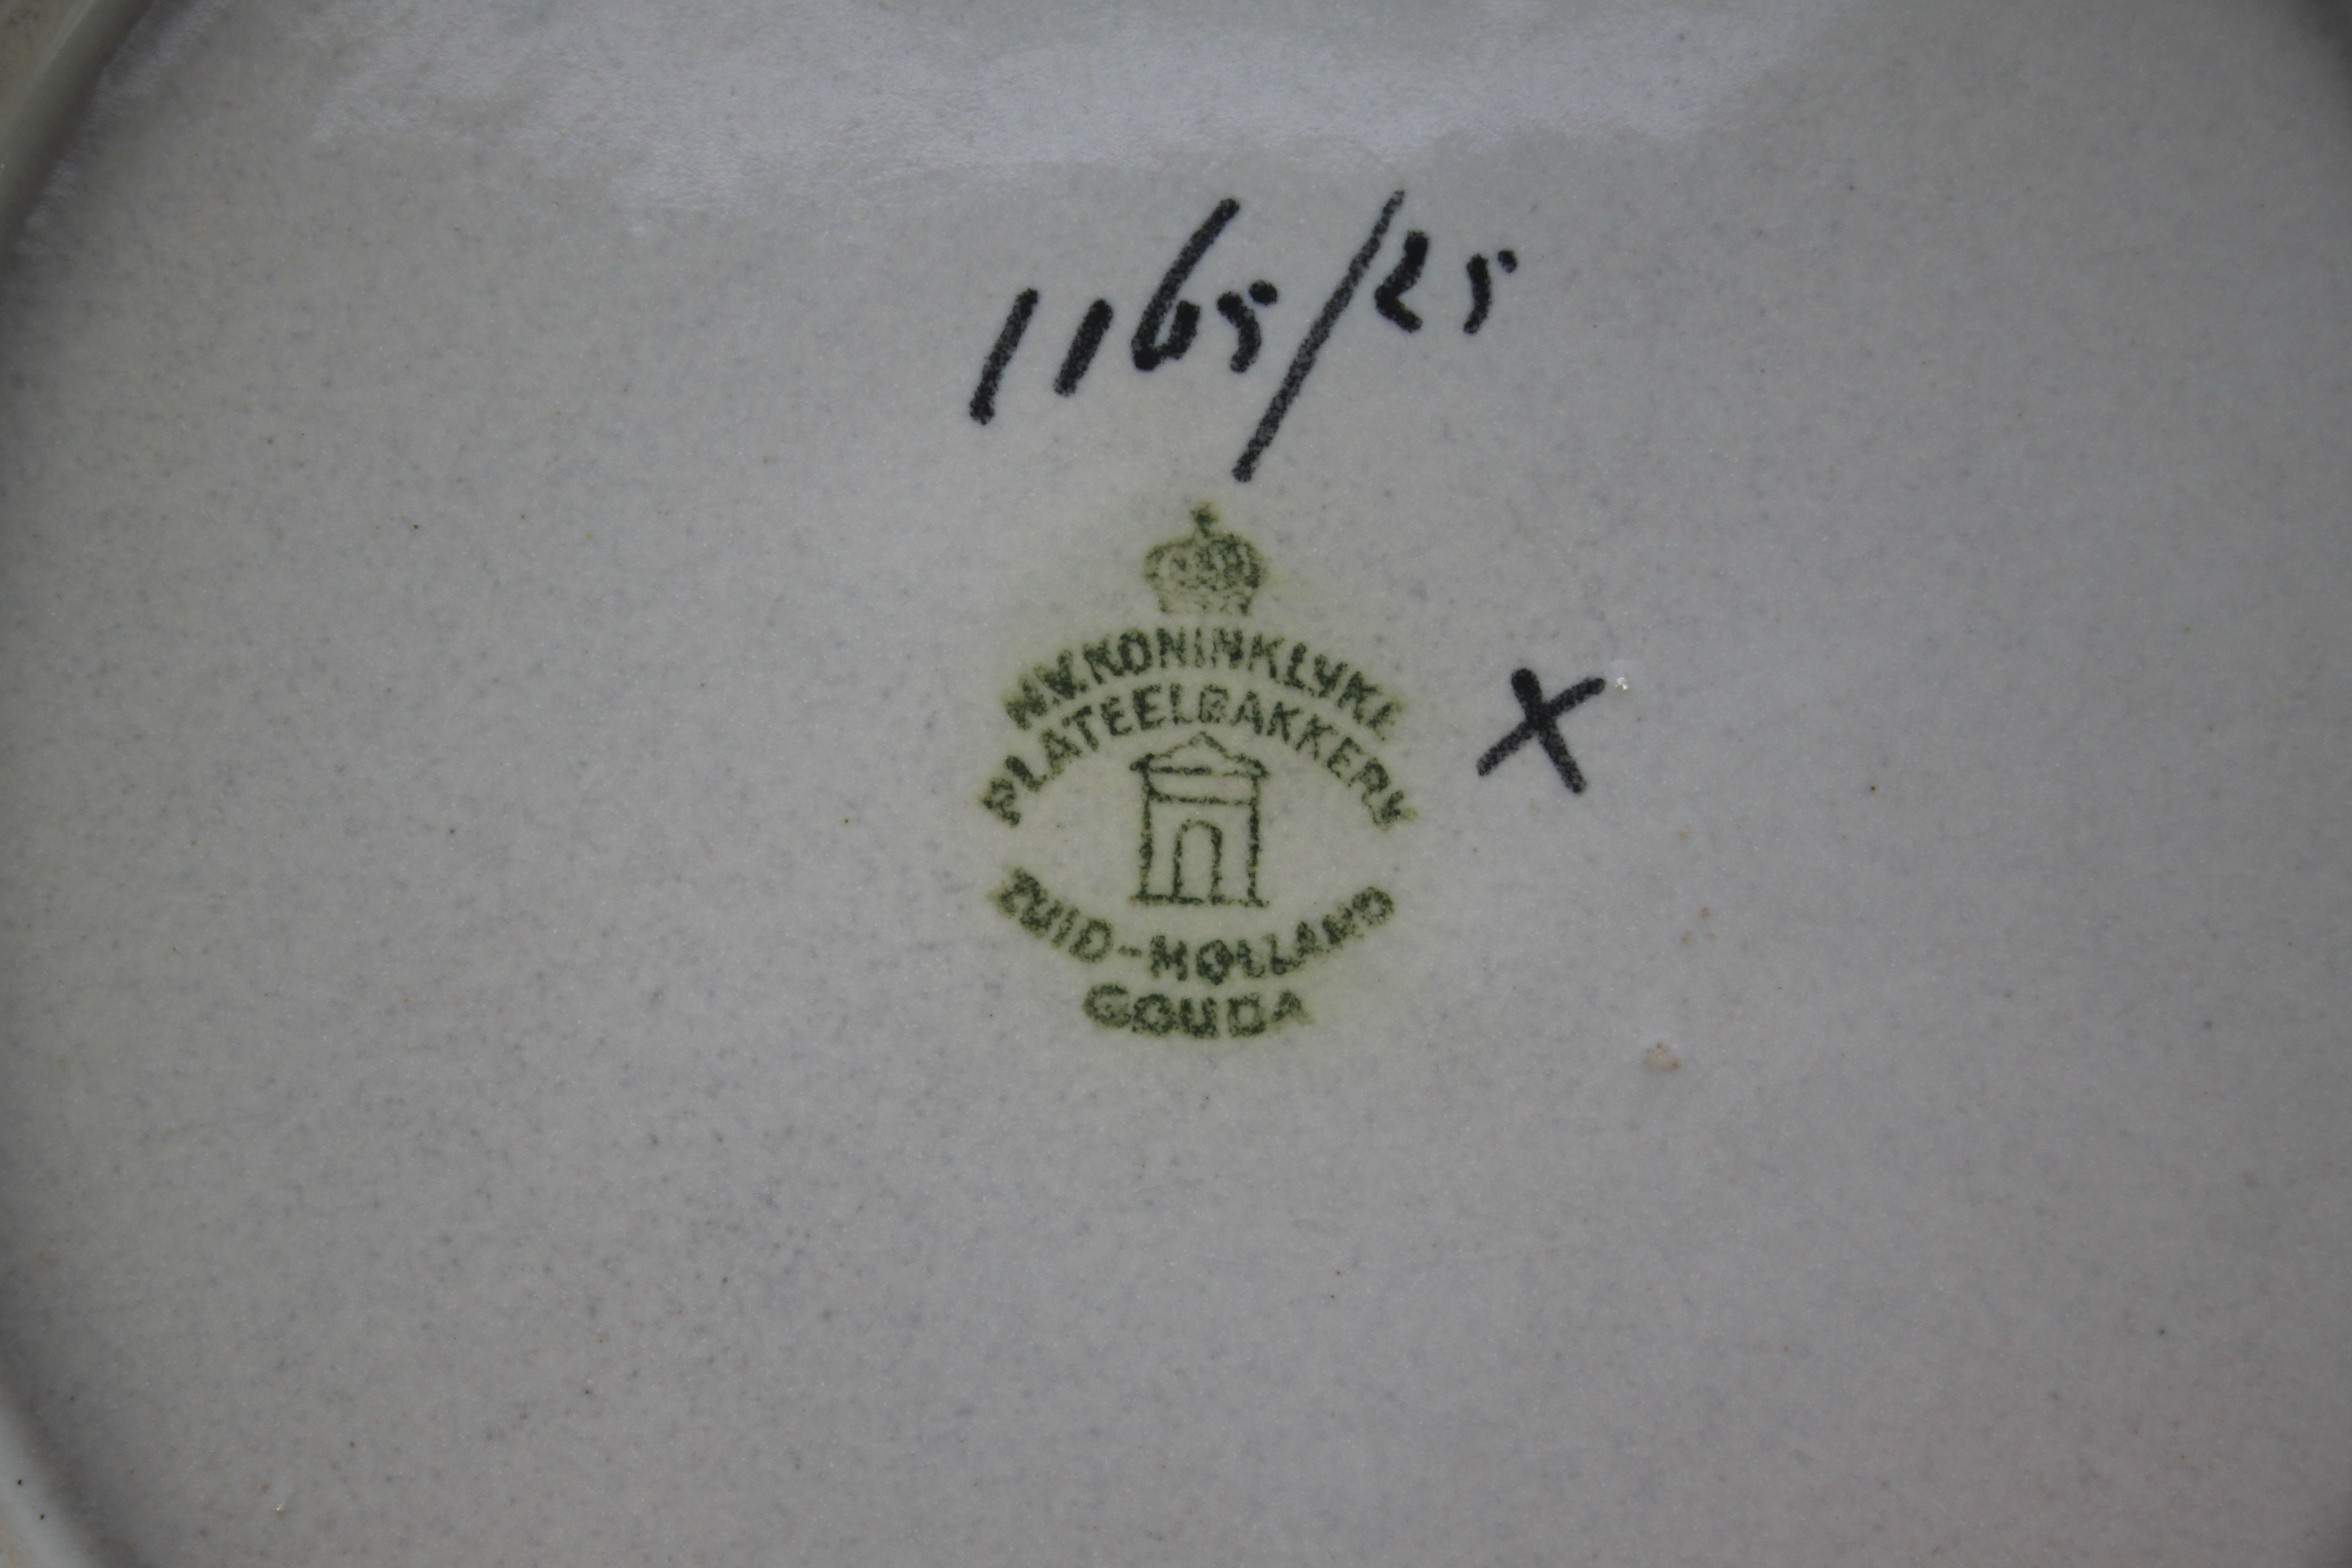 1165/25
N.V. KONINKLYKE
PLATEELBAKKERY
X
ZUID-HOLLAND
GOUDA